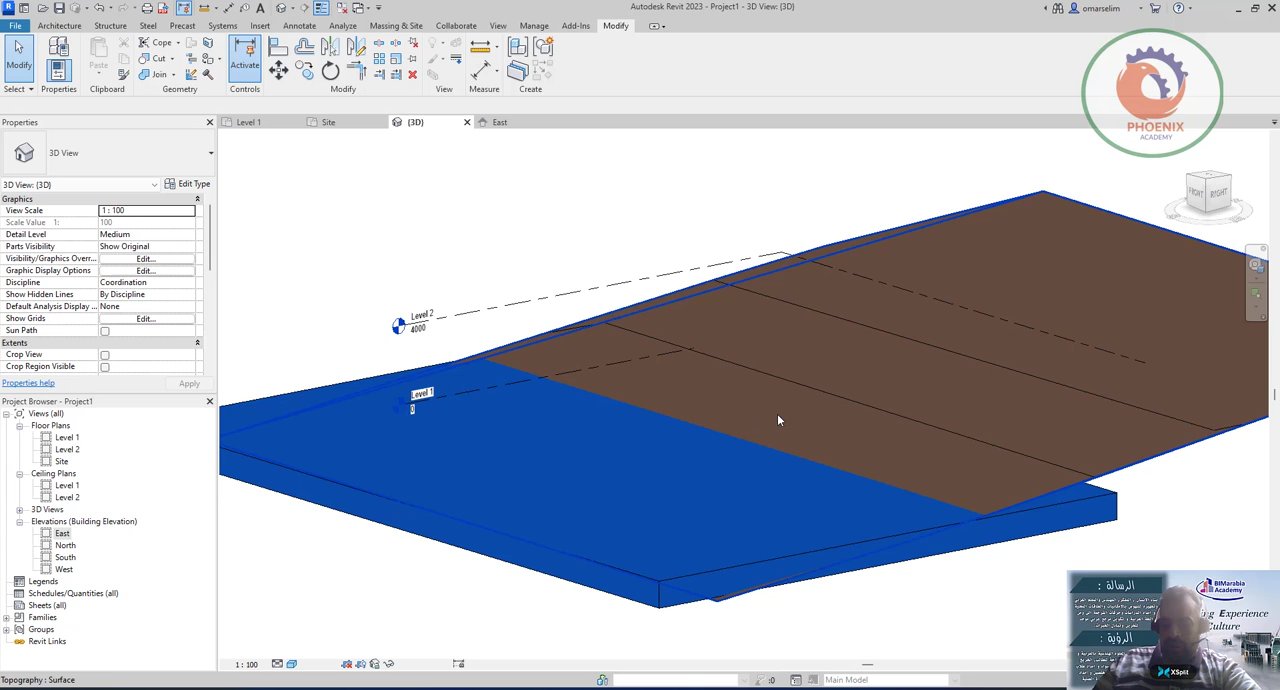 Autodesk Revit 2023 - Project1 - 3D View: {3D}
omarselim
File
Architecture
Structure
Steel
Precast
Systems
Insert
Annotate
Analyze
Massing & Site
Collaborate
View
Manage
Add-Ins
Modify
Modify
Paste
Cope
Cut
Join
Activate
Select
Properties
Clipboard
Geometry
Controls
Modify
View
Measure
Create
PHOENIX
ACADEMY
Properties
Level 1
Site
{3D}
East
3D View
3D View: {3D}
Edit Type
Graphics
View Scale
1 : 100
Scale Value 1:
100
Detail Level
Medium
Parts Visibility
Show Original
Visibility/Graphics Over...
Edit...
Graphic Display Options
Edit...
Discipline
Coordination
Show Hidden Lines
By Discipline
Default Analysis Display ...
None
Show Grids
Edit...
Sun Path
Extents
Crop View
Crop Region Visible
Properties help
Apply
Project Browser - Project1
Views (all)
Floor Plans
Level 1
Level 2
Site
Ceiling Plans
Level 1
Level 2
3D Views
Elevations (Building Elevation)
East
North
South
West
Legends
Schedules/Quantities (all)
Sheets (all)
Families
Groups
Revit Links
Level 2
4000
Level 1
0
FRONT
RIGHT
1 : 100
Topography : Surface
:0
Main Model
الرسالة :
BIMarabia
Academy
Experience
Culture
الرؤية :
XSplit